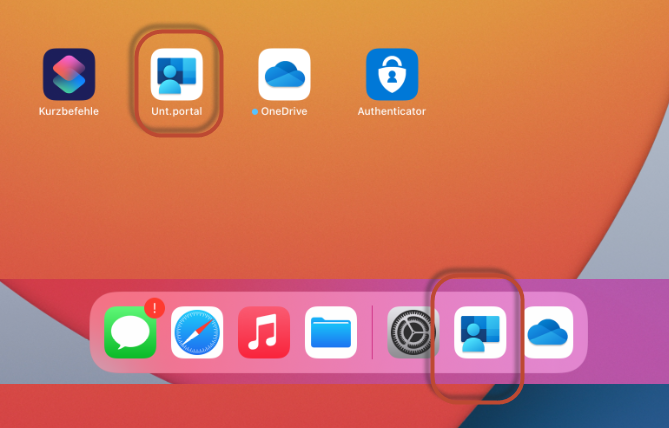 Kurzbefehle
Unt.portal
OneDrive
Authenticator
!